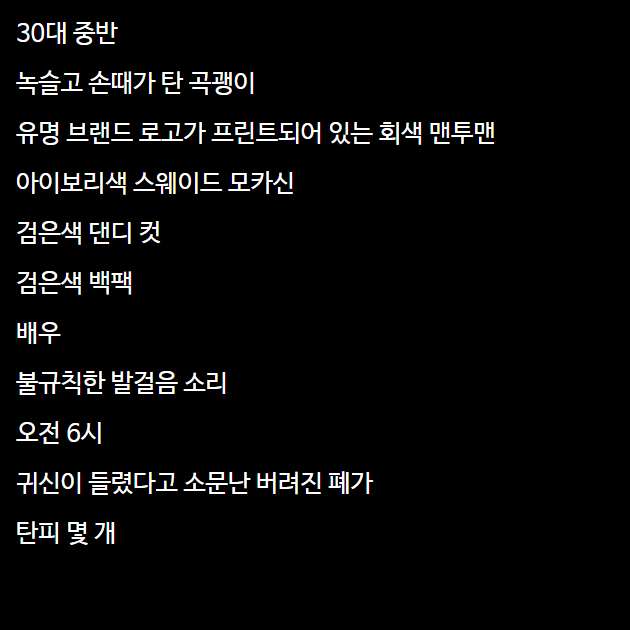 30대 중반
녹슬고 손때가 탄 곡괭이
유명 브랜드 로고가 프린트되어 있는 회색 맨투맨
아이보리색 스웨이드 모카신
검은색 댄디 컷
검은색 백팩
배우
불규칙한 발걸음 소리
오전 6시
귀신이 들렸다고 소문난 버려진 폐가
탄피 몇 개